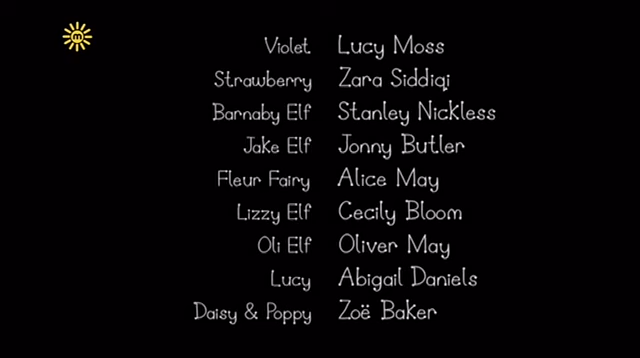 m
Violet Lucy Moss
Strawberry Zara Siddiqi
Barnaby Elf Stanley Nickless
Jake Elf Jonny Butler
Fleur Fairy Alice May
Lizzy Elf Cecily Bloom
Oli Elf Oliver May
Lucy Abigail Daniels
Daisy & Poppy Zoë Baker